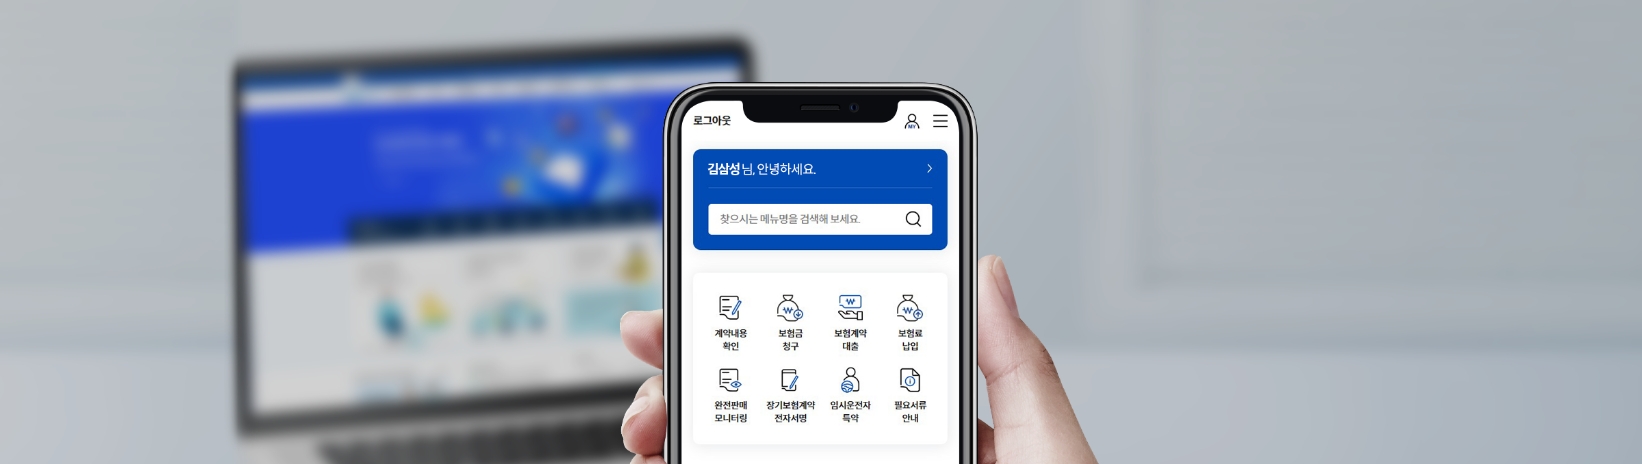 로그아웃
MY
김삼성 님, 안녕하세요.
찾으시는 메뉴명을 검색해 보세요.
계약내용 보험금 보험계약 보험료
확인 청구 대출 납입
완전판매 장기보험계약 임시운전자 필요서류
모니터링 전자서명 특약 안내